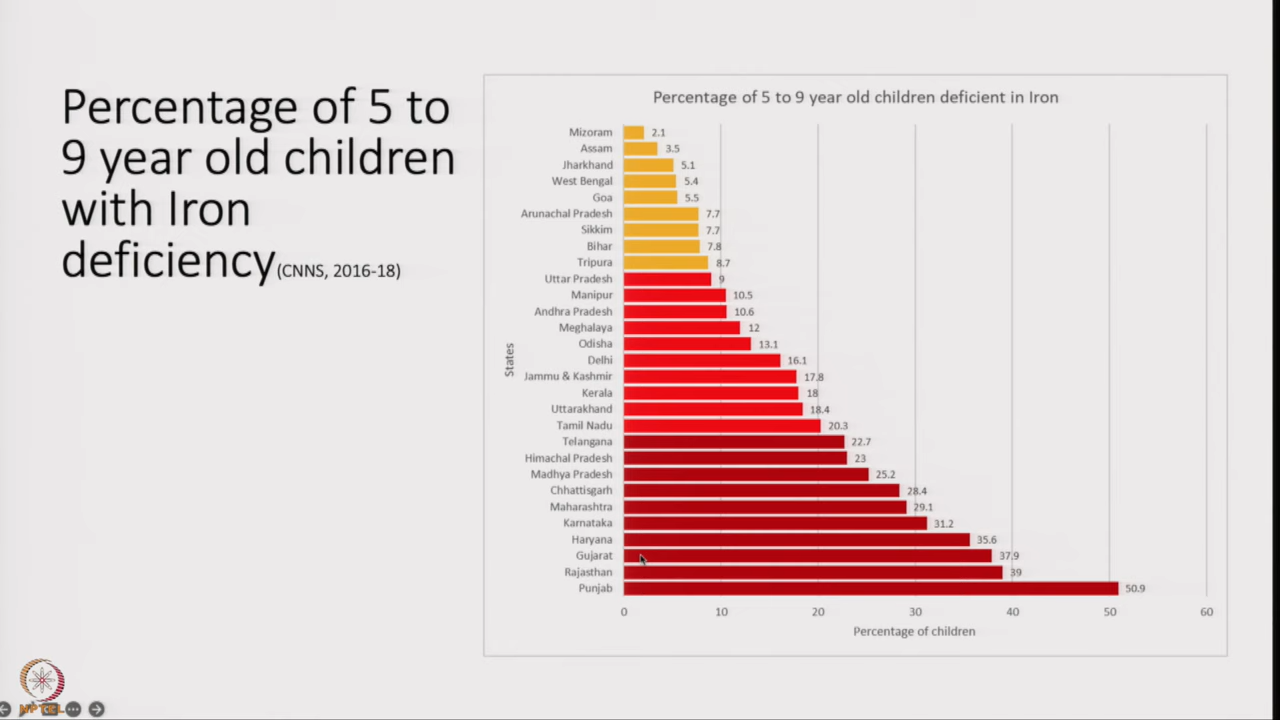 Percentage of 5 to
9 year old children
with Iron
deficiency(CNNS, 2016-18)
Percentage of 5 to 9 year old children deficient in Iron
States
Mizoram 2.1
Assam 3.5
Jharkhand 5.1
West Bengal 5.4
Goa 5.5
Arunachal Pradesh 7.7
Sikkim 7.7
Bihar 7.8
Tripura 8.7
Uttar Pradesh 9
Manipur 10.5
Andhra Pradesh 10.6
Meghalaya 12
Odisha 13.1
Delhi 16.1
Jammu & Kashmir 17.8
Kerala 18
Uttarakhand 18.4
Tamil Nadu 20.3
Telangana 22.7
Himachal Pradesh 23
Madhya Pradesh 25.2
Chhattisgarh 28.4
Maharashtra 29.1
Karnataka 31.2
Haryana 35.6
Gujarat 37.9
Rajasthan 39
Punjab 50.9
0 10 20 30 40 50 60
Percentage of children
NPTEL